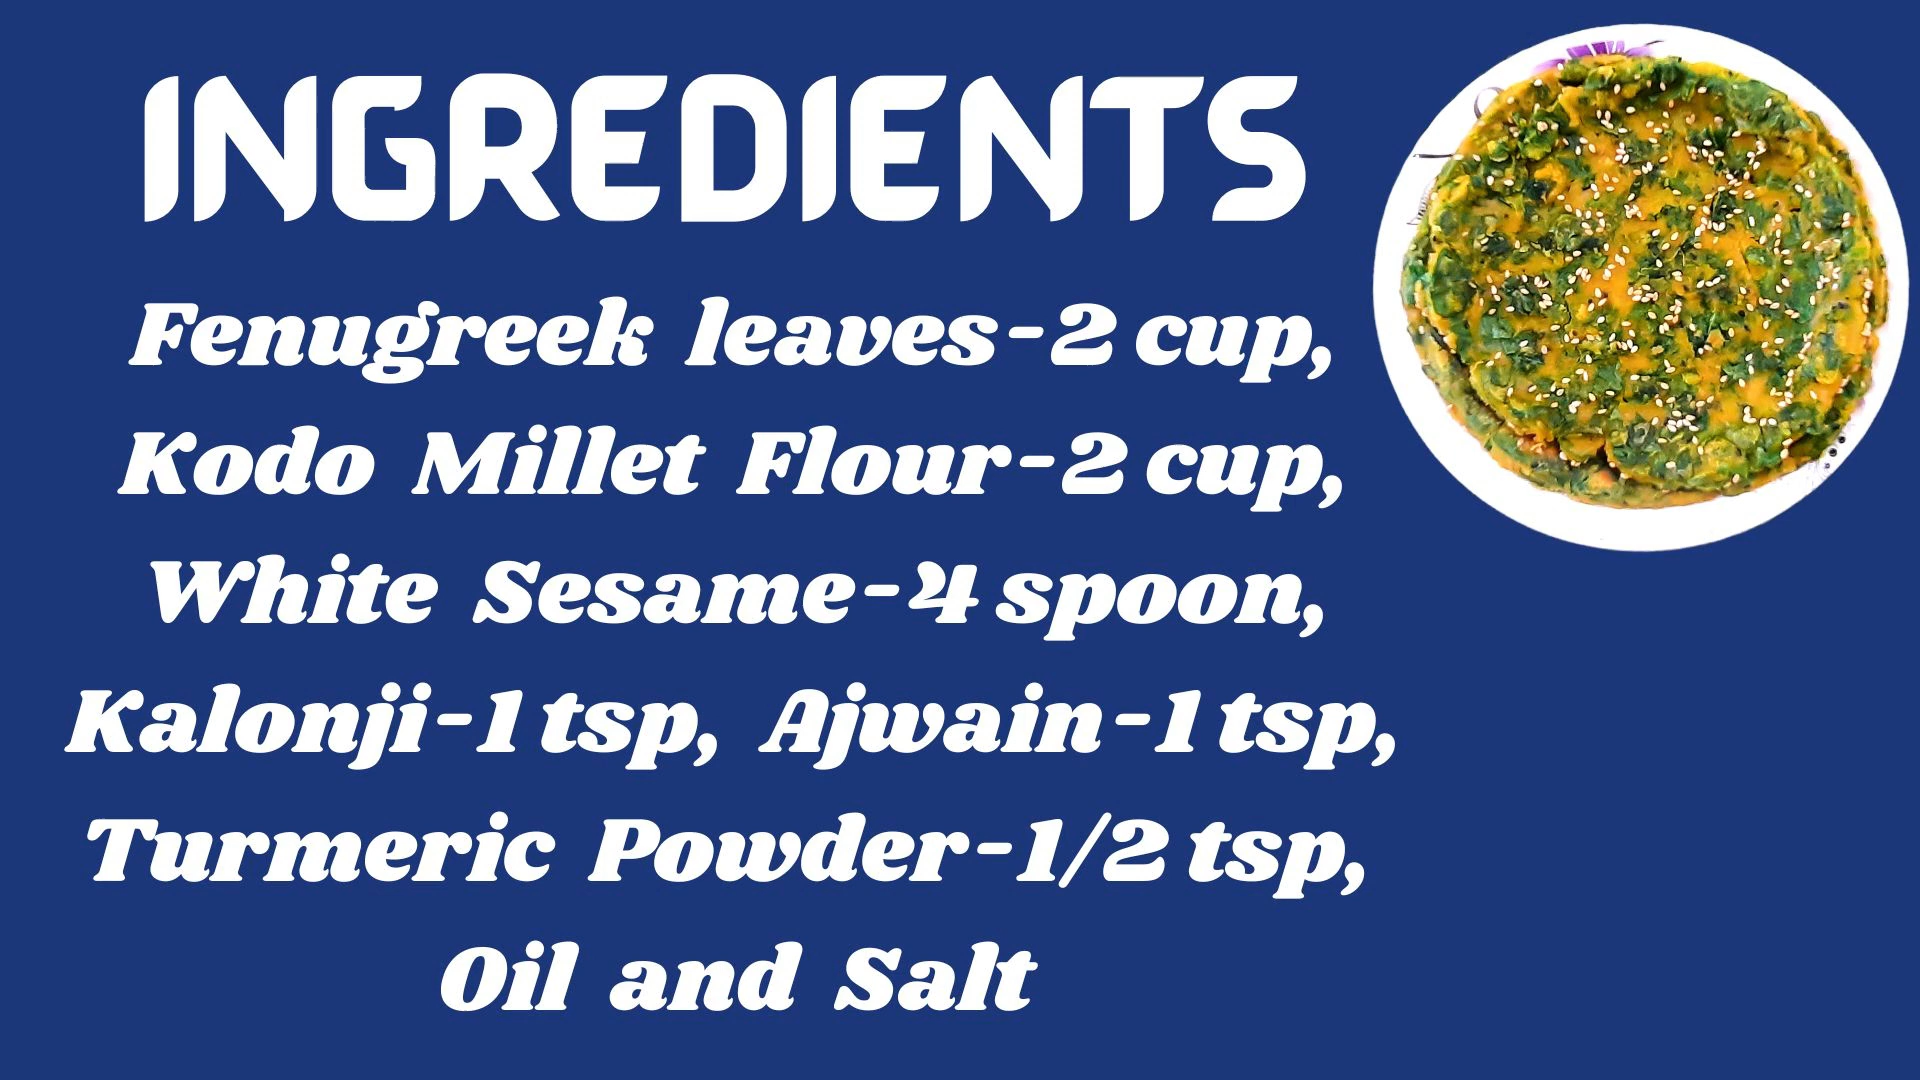 INGREDIENTS
Fenugreek leaves-2 cup,
Kodo Millet Flour-2 cup,
White Sesame-4 spoon,
Kalonji-1 tsp, Ajwain-1 tsp,
Turmeric Powder-1/2 tsp,
Oil and Salt